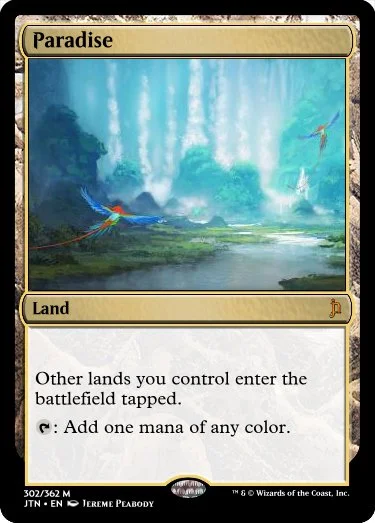 Paradise
Land
Other lands you control enter the
battlefield tapped.
: Add one mana of any color.
302/362 M
JTN • EN Jereme Peabody
™ & © Wizards of the Coast, Inc.